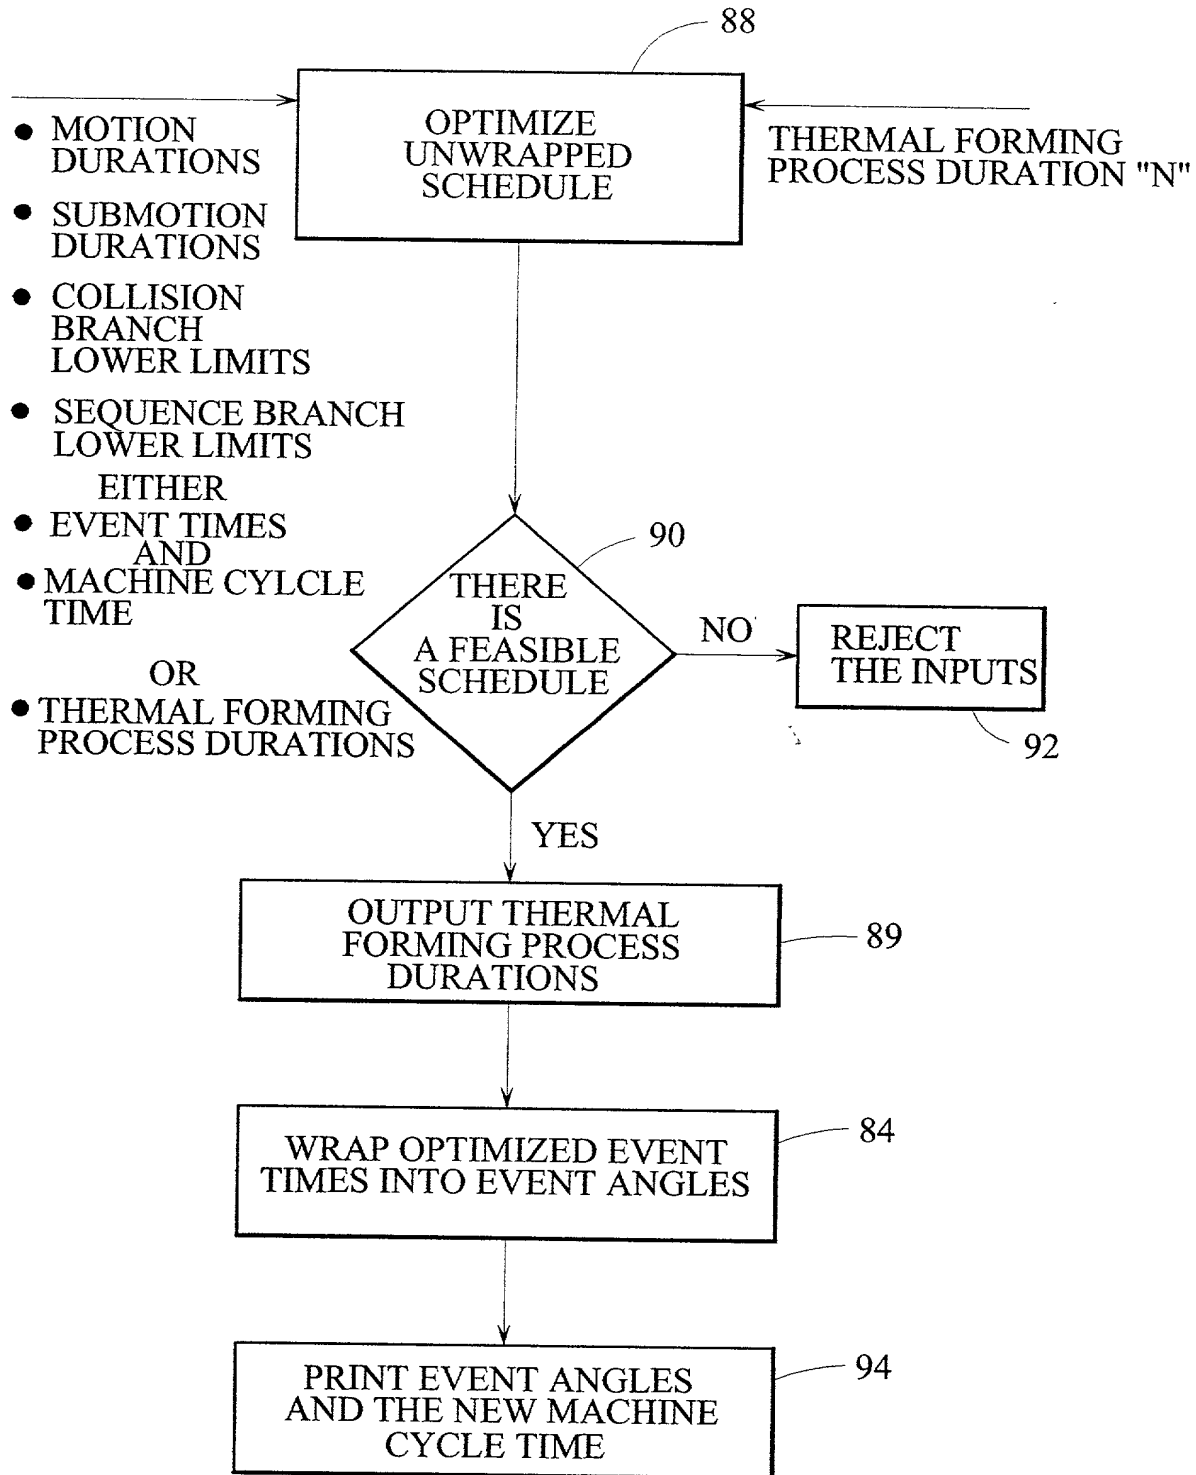 88
OPTIMIZE
UNWRAPPED
SCHEDULE
● MOTION
DURATIONS
● SUBMOTION
DURATIONS
● COLLISION
BRANCH
LOWER LIMITS
● SEQUENCE BRANCH
LOWER LIMITS
EITHER
● EVENT TIMES
AND
● MACHINE CYLCLE
TIME
OR
● THERMAL FORMING
PROCESS DURATIONS
THERMAL FORMING
PROCESS DURATION "N"
90
THERE
IS
A FEASIBLE
SCHEDULE
NO
REJECT
THE INPUTS
92
YES
OUTPUT THERMAL
FORMING PROCESS
DURATIONS
89
WRAP OPTIMIZED EVENT
TIMES INTO EVENT ANGLES
84
PRINT EVENT ANGLES
AND THE NEW MACHINE
CYCLE TIME
94